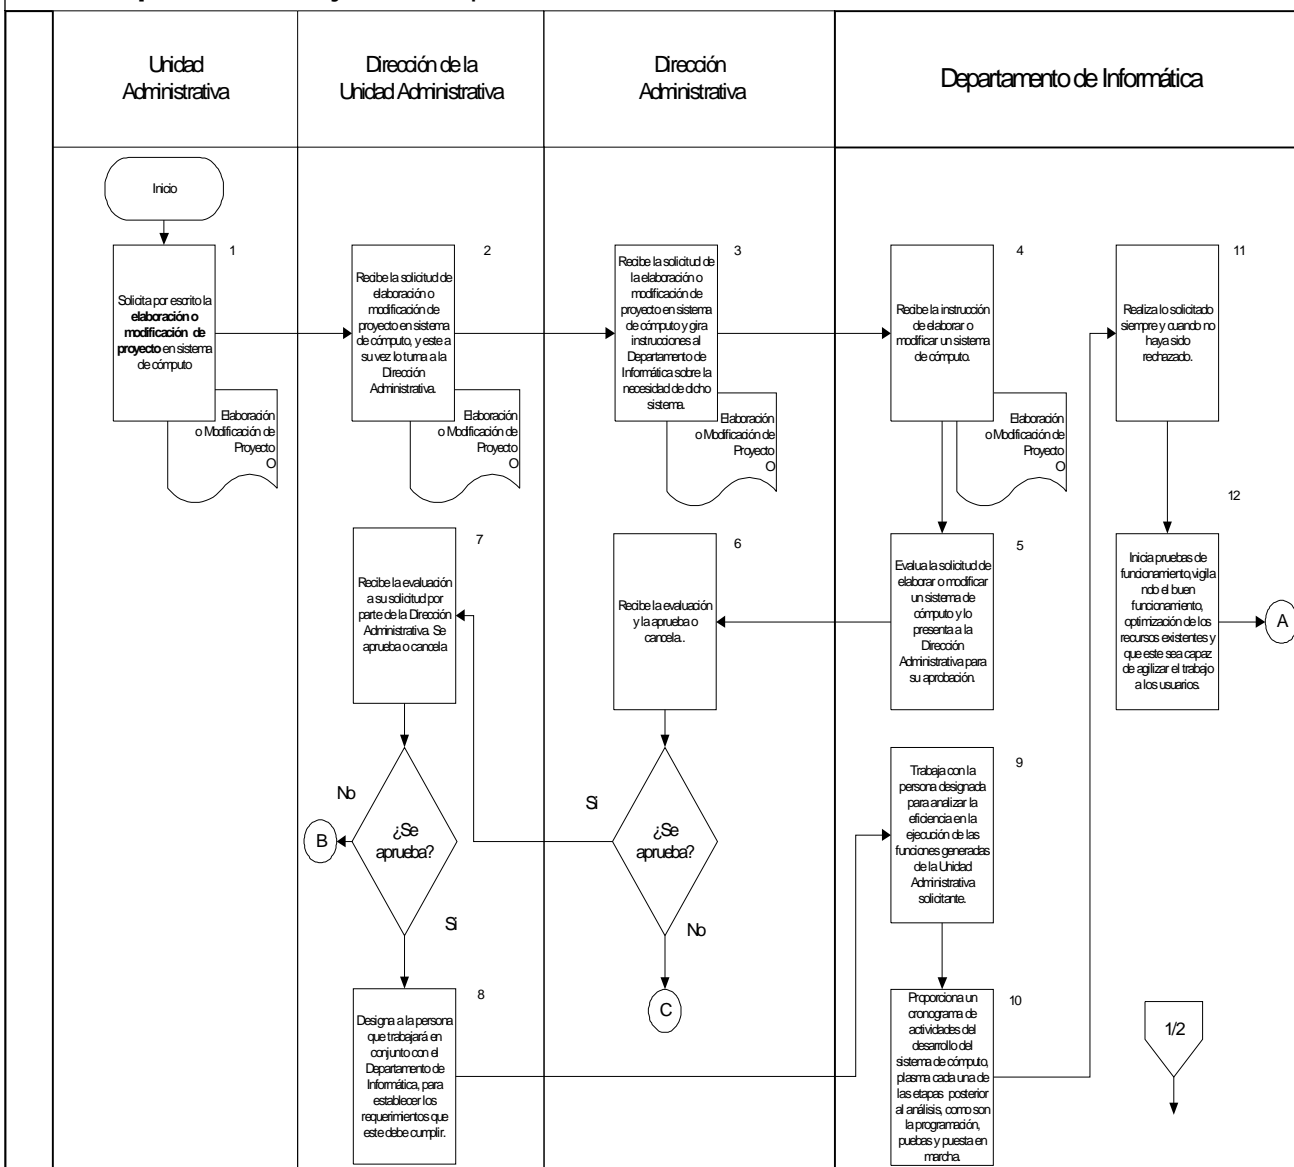 Unidad
Administrativa
Dirección de la
Unidad Administrativa
Dirección
Administrativa
Departamento de Informática
Inicio
1
Solicita por escrito la
elaboración o
modificación de
proyecto en sistema
de cómputo
Elaboración
o Modificación de
Proyecto
O
2
Recibe la solicitud de
elaboración o
modificación de
proyecto en sistema
de cómputo, y este a
su vez lo turna a la
Dirección
Administrativa.
Elaboración
o Modificación de
Proyecto
O
3
Recibe la solicitud de
la elaboración o
modificación de
proyecto en sistema
de cómputo y gira
instrucciones al
Departamento de
Informática sobre la
necesidad de dicho
sistema.
Elaboración
o Modificación de
Proyecto
O
4
Recibe la instrucción
de elaborar o
modificar un sistema
de cómputo.
Elaboración
o Modificación de
Proyecto
O
11
Realiza lo solicitado
siempre y cuando no
haya sido
rechazado.
12
Inicia pruebas de
funcionamiento, vigila
ndo el buen
funcionamiento,
optimización de los
recursos existentes y
que este sea capaz
de agilizar el trabajo
a los usuarios.
A
5
Evalua la solicitud de
elaborar o modificar
un sistema de
cómputo y lo
presenta a la
Dirección
Administrativa para
su aprobación.
6
Recibe la evaluación
y la aprueba o
cancela..
7
Recibe la evaluación
a su solicitud por
parte de la Dirección
Administrativa. Se
aprueba o cancela
No
¿Se
aprueba?
B
Si
Si
¿Se
aprueba?
No
C
8
Designa a la persona
que trabajará en
conjunto con el
Departamento de
Informática, para
establecer los
requerimientos que
este debe cumplir.
9
Trabaja con la
persona designada
para analizar la
eficiencia en la
ejecución de las
funciones generadas
de la Unidad
Administrativa
solicitante.
10
Proporciona un
cronograma de
actividades del
desarrollo del
sistema de cómputo,
plasma cada una de
las etapas posterior
al análisis, como son
la programación,
puebas y puesta en
marcha.
1/2